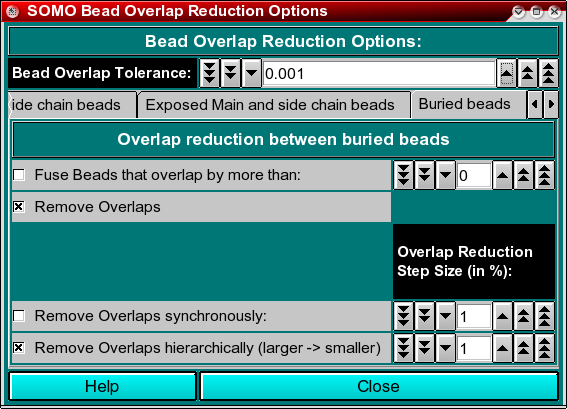 SOMO Bead Overlap Reduction Options
Bead Overlap Reduction Options:
Bead Overlap Tolerance: 0.001
ide chain beads Exposed Main and side chain beads Buried beads
Overlap reduction between buried beads
Fuse Beads that overlap by more than: 0
Remove Overlaps
Overlap Reduction
Step Size (in %):
Remove Overlaps synchronously: 1
Remove Overlaps hierarchically (larger -> smaller) 1
Help Close